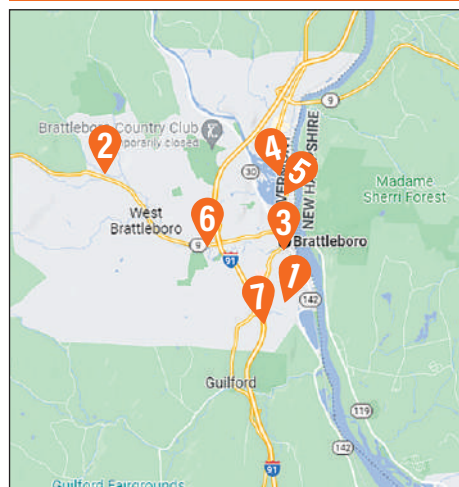 9
Brattleboro Country Club
porarily closed
2
30
4
5
VERMONT
NEW HAMPSHIRE
Madame
Sherri Forest
West
Brattleboro
6
3
9
Brattleboro
91
1
142
7
Guilford
119
142
91
Guilford Fairgrounds